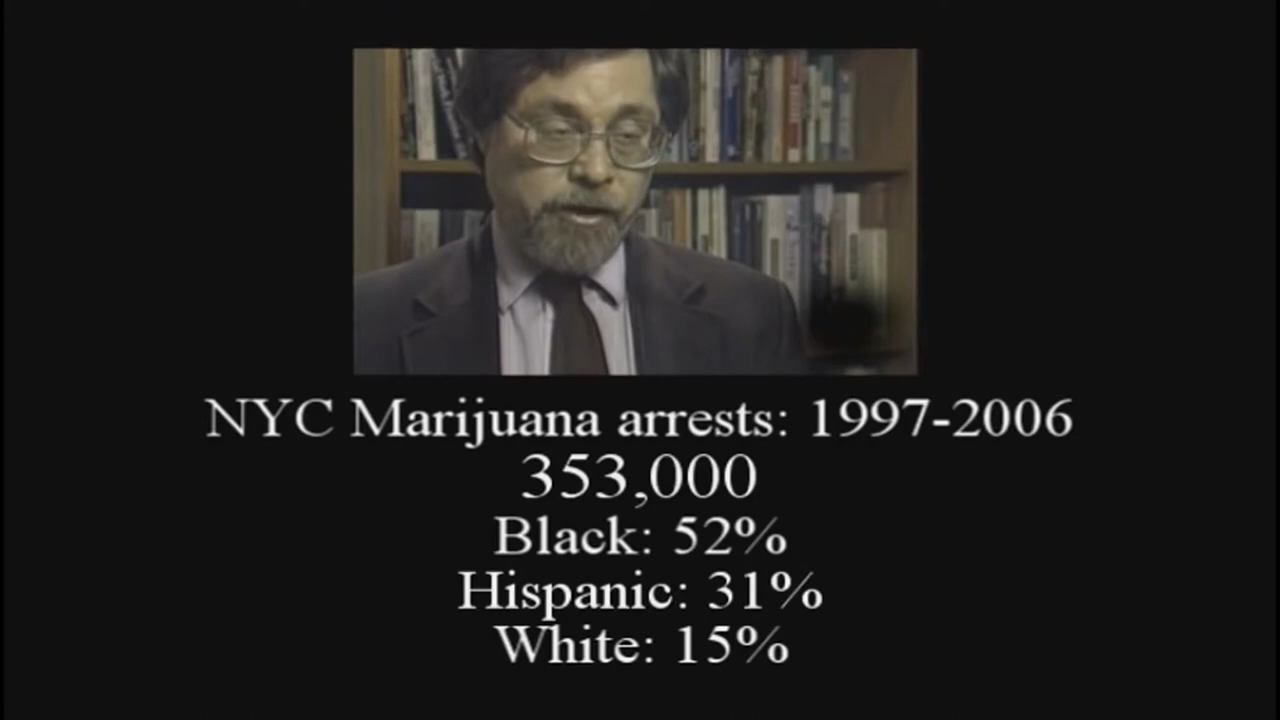 NYC Marijuana arrests: 1997-2006
353,000
Black: 52%
Hispanic: 31%
White: 15%